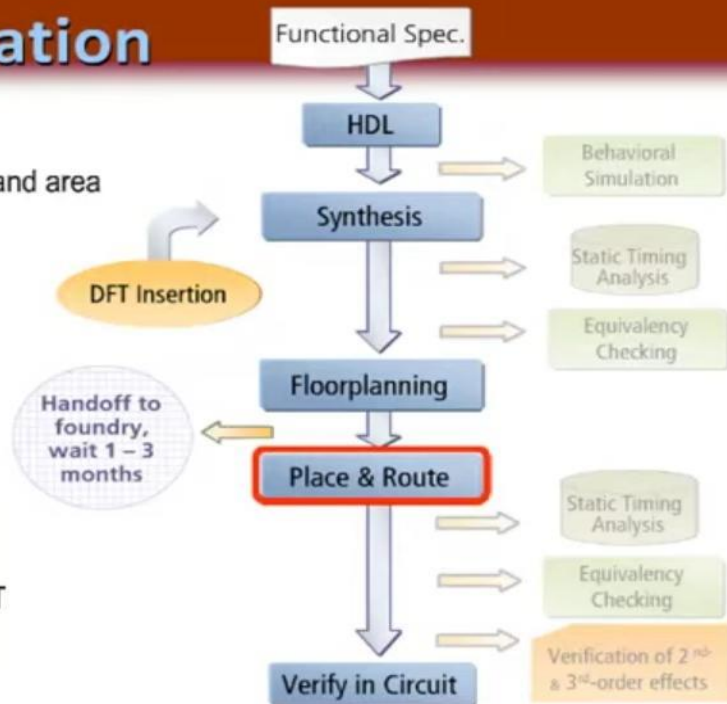 ation
Functional Spec.
HDL
and area
Behavioral
Simulation
Synthesis
Static Timing
Analysis
DFT Insertion
Equivalency
Checking
Floorplanning
Handoff to
foundry,
wait 1 – 3
months
Place & Route
Static Timing
Analysis
Equivalency
Checking
T
Verification of 2nd-
& 3rd-order effects
Verify in Circuit